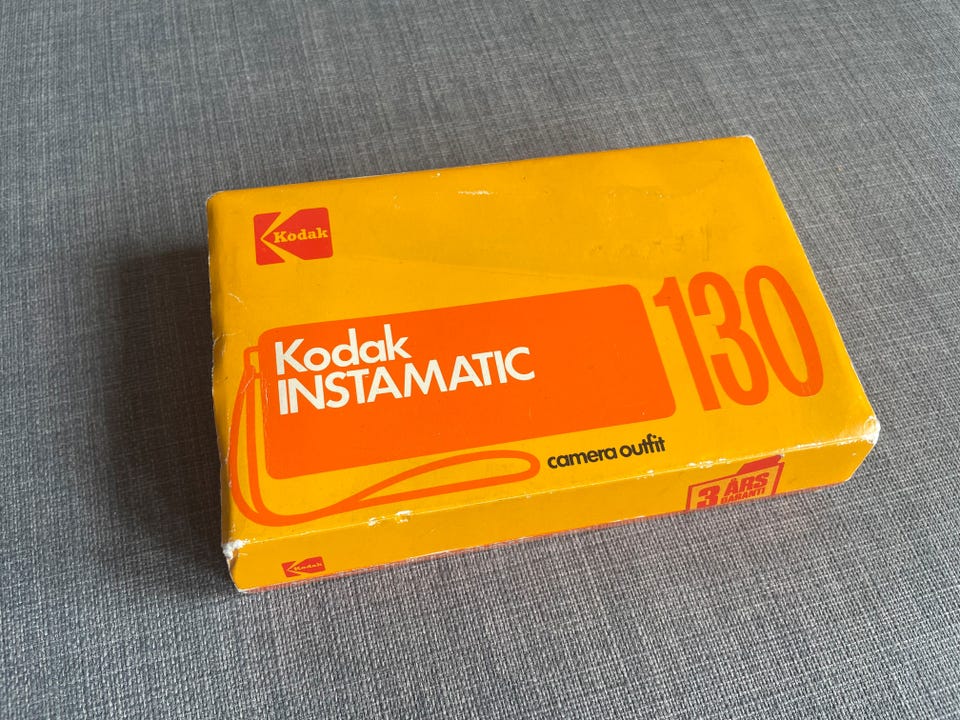 Kodak
Kodak
INSTAMATIC
130
camera outfit
3 ÅRS
GARANTI
Kodak